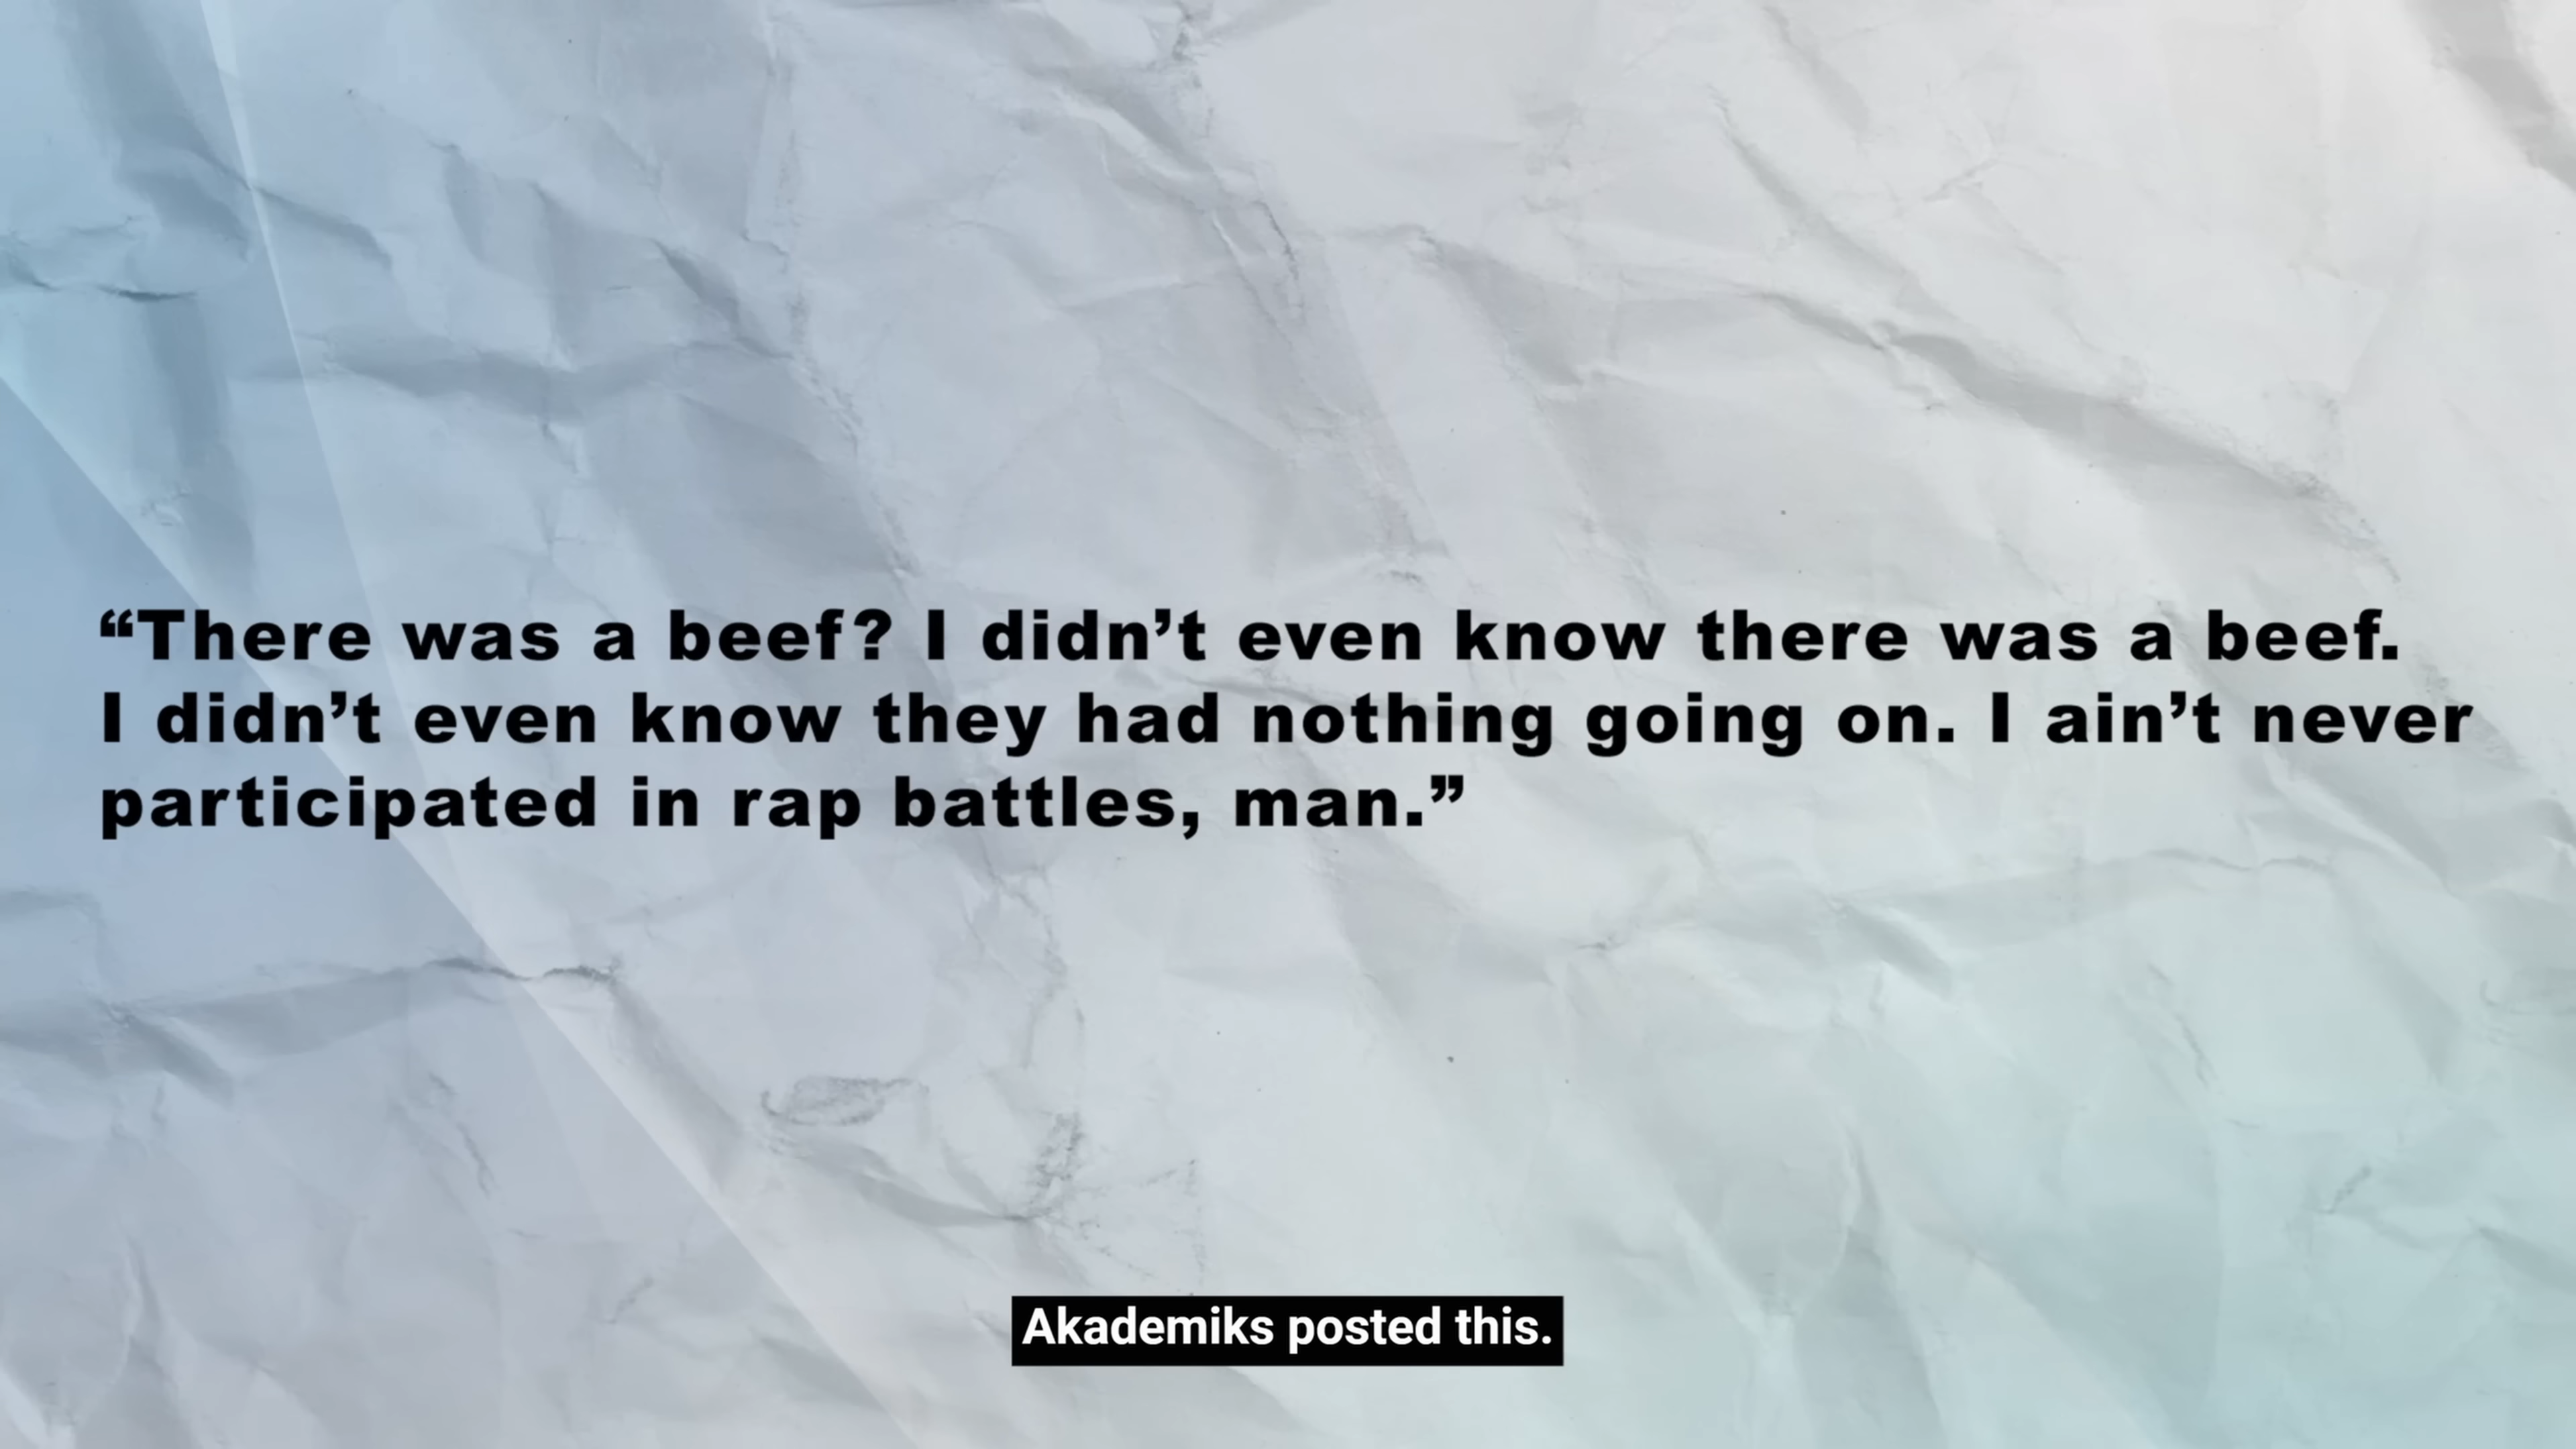 “There was a beef? I didn’t even know there was a beef.
I didn’t even know they had nothing going on. I ain’t never
participated in rap battles, man.”
Akademiks posted this.